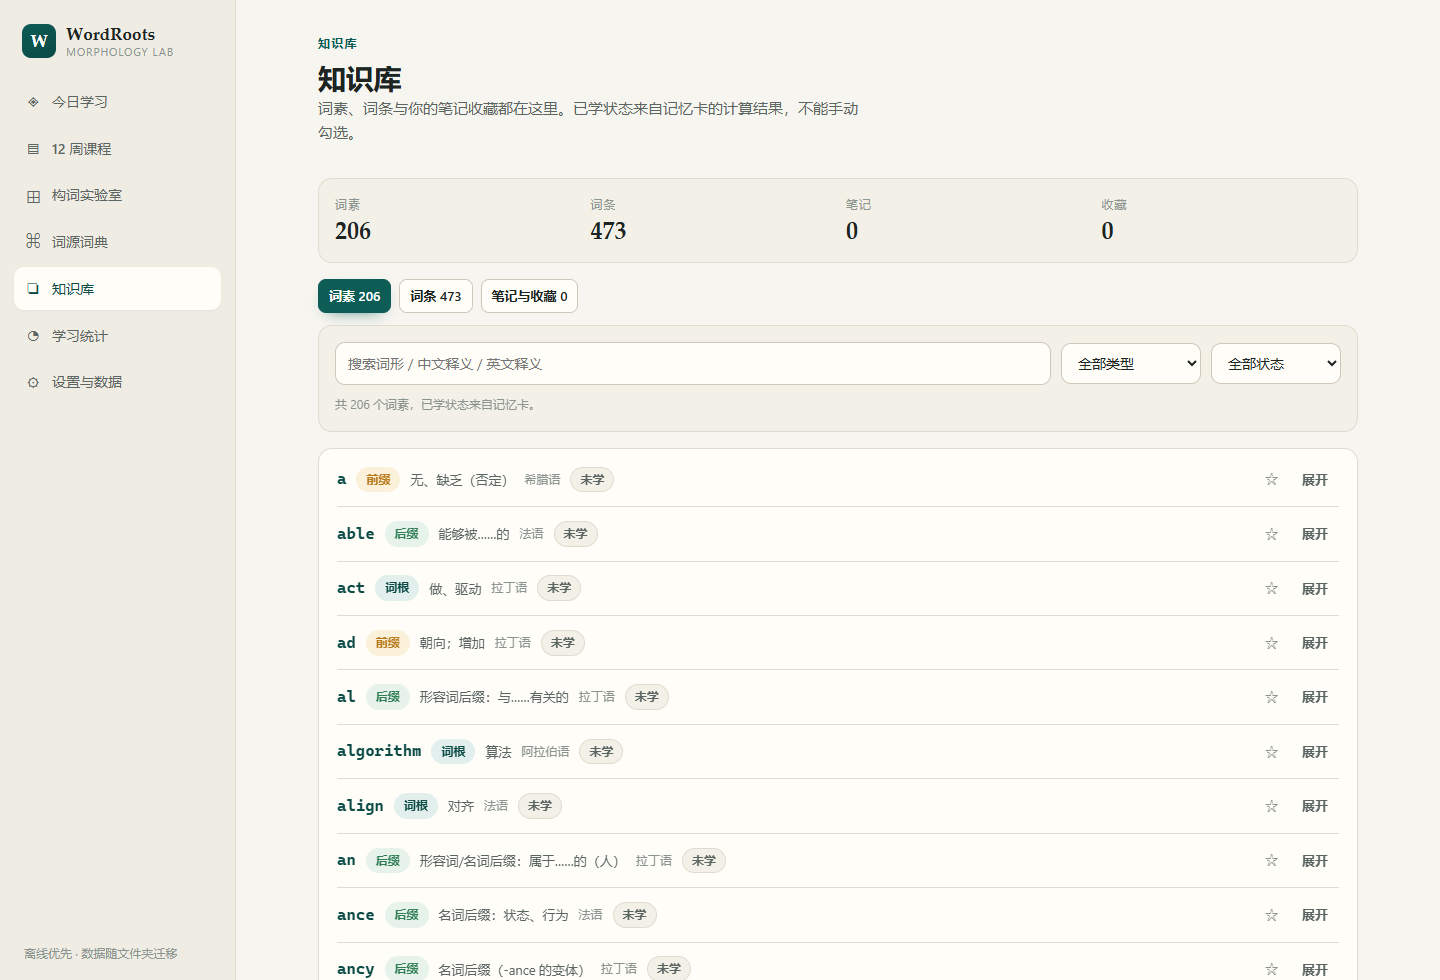 W
WordRoots
MORPHOLOGY LAB
今日学习
12 周课程
构词实验室
词源词典
知识库
学习统计
设置与数据
离线优先 · 数据随文件夹迁移
知识库
知识库
词素、词条与你的笔记收藏都在这里。已学状态来自记忆卡的计算结果，不能手动
勾选。
词素 词条 笔记 收藏
206 473 0 0
词素 206 词条 473 笔记与收藏 0
搜索词形 / 中文释义 / 英文释义 全部类型 全部状态
共 206 个词素，已学状态来自记忆卡。
a 前缀 无、缺乏（否定） 希腊语 未学 ☆ 展开
able 后缀 能够被……的 法语 未学 ☆ 展开
act 词根 做、驱动 拉丁语 未学 ☆ 展开
ad 前缀 朝向；增加 拉丁语 未学 ☆ 展开
al 后缀 形容词后缀：与……有关的 拉丁语 未学 ☆ 展开
algorithm 词根 算法 阿拉伯语 未学 ☆ 展开
align 词根 对齐 法语 未学 ☆ 展开
an 后缀 形容词/名词后缀：属于……的（人） 拉丁语 未学 ☆ 展开
ance 后缀 名词后缀：状态、行为 法语 未学 ☆ 展开
ancy 后缀 名词后缀（-ance 的变体） 拉丁语 未学 ☆ 展开